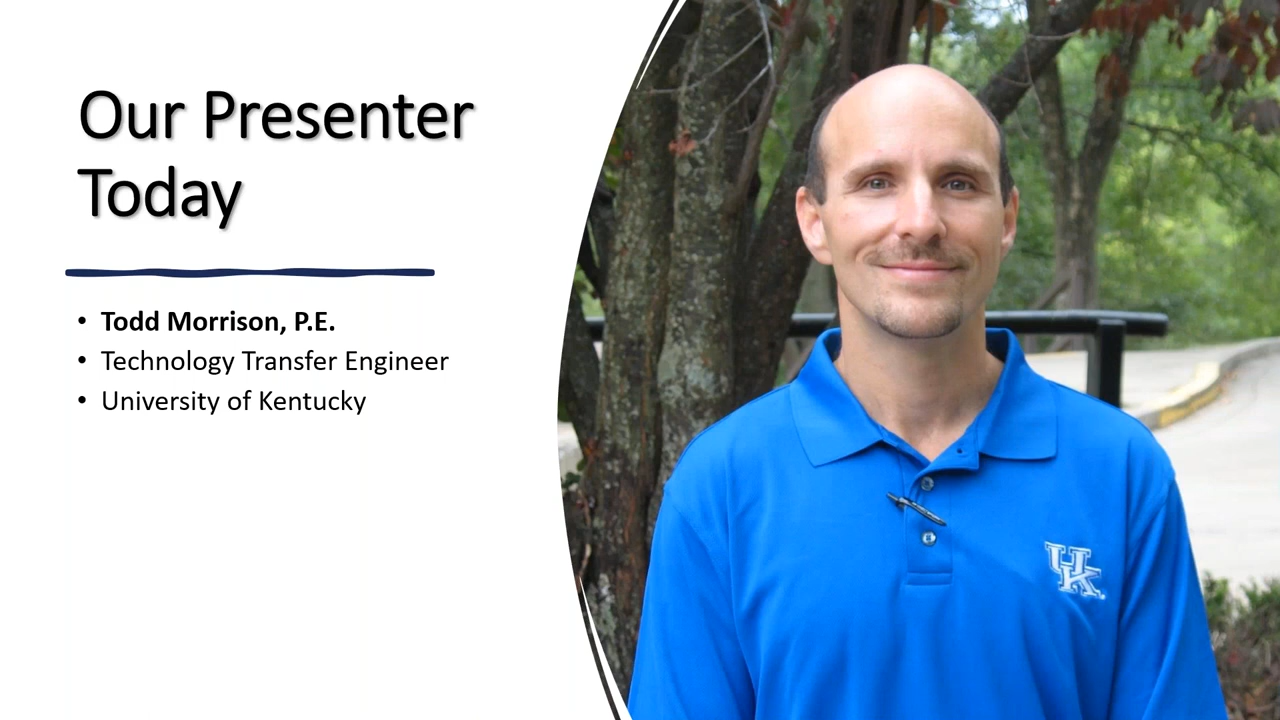 Our Presenter
Today
• Todd Morrison, P.E.
• Technology Transfer Engineer
• University of Kentucky
UK